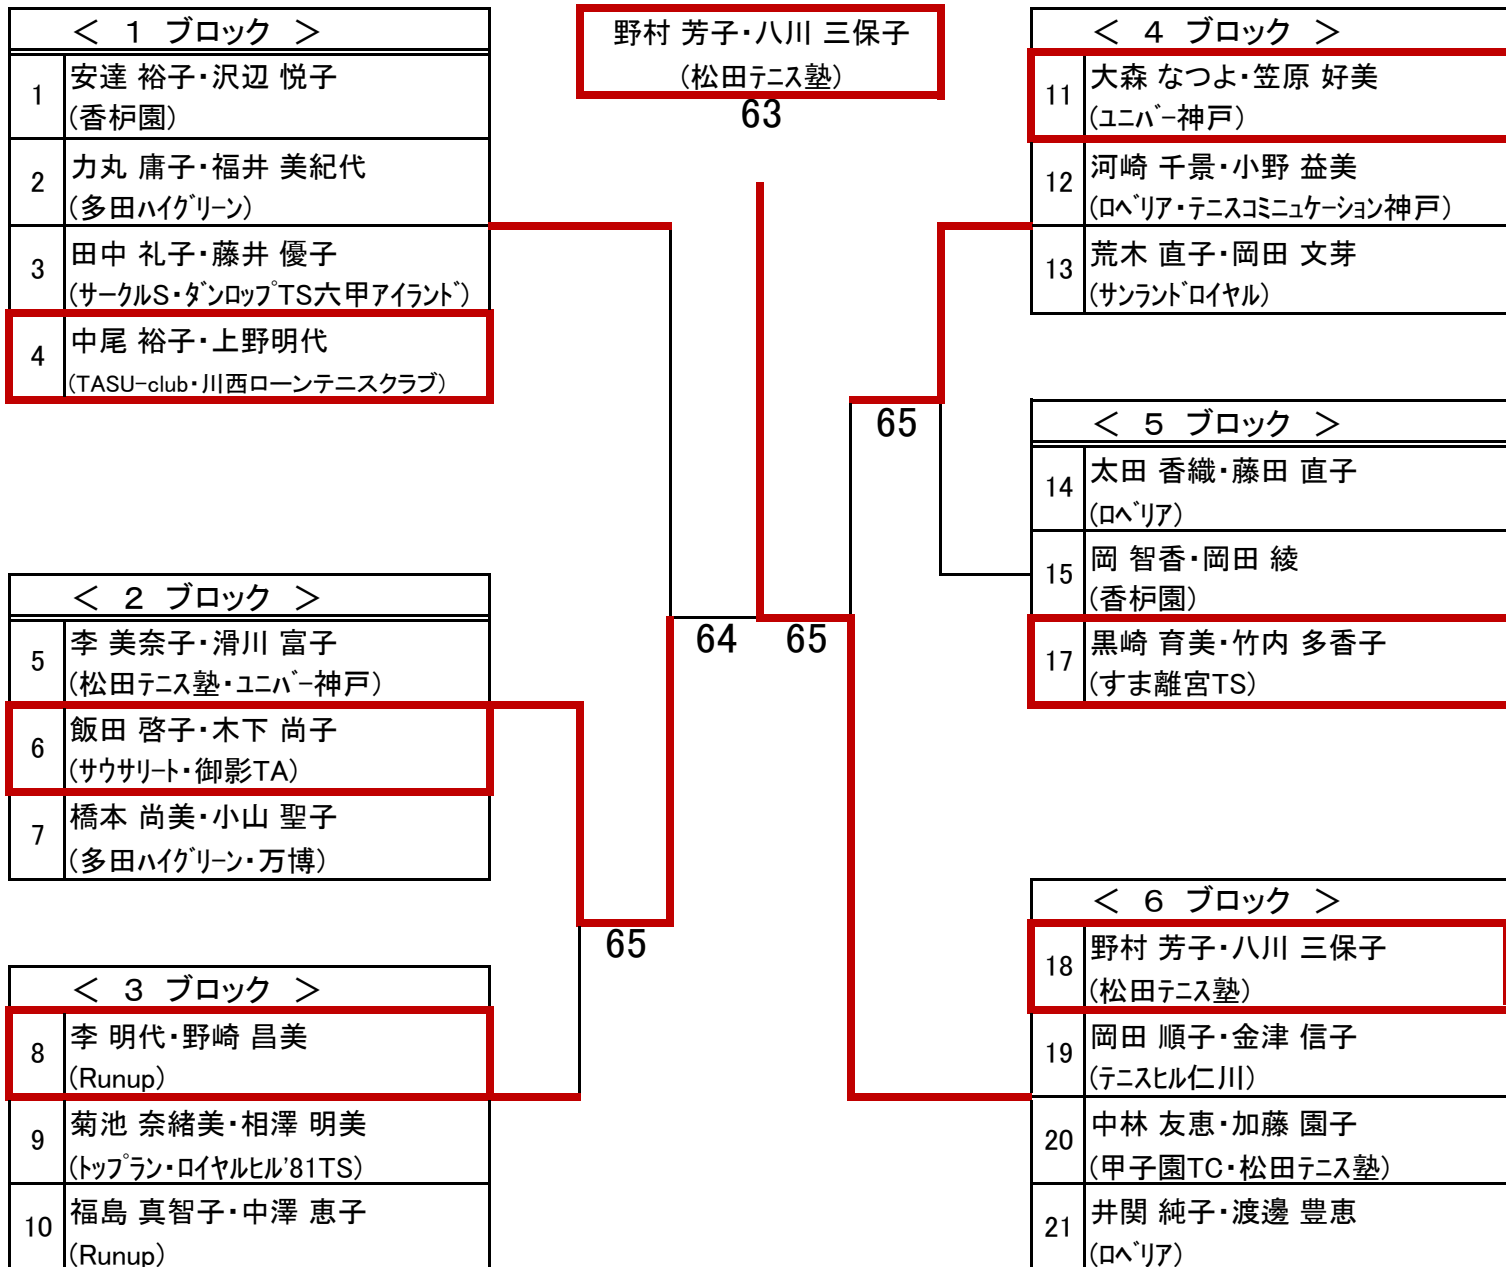 ＜ 1 ブロック ＞
1
安達 裕子・沢辺 悦子
(香枦園)
2
力丸 庸子・福井 美紀代
(多田ﾊｲｸﾞﾘｰﾝ)
3
田中 礼子・藤井 優子
(ｻｰｸﾙS・ﾀﾞﾝﾛｯﾌﾟTS六甲ｱｲﾗﾝﾄﾞ)
4
中尾 裕子・上野明代
(TASU-club・川西ローンテニスクラブ)
＜ 2 ブロック ＞
5
李 美奈子・滑川 富子
(松田ﾃﾆｽ塾・ﾕﾆﾊﾞｰ神戸)
6
飯田 啓子・木下 尚子
(ｻｳｻﾘｰﾄ・御影TA)
7
橋本 尚美・小山 聖子
(多田ﾊｲｸﾞﾘｰﾝ・万博)
＜ 3 ブロック ＞
8
李 明代・野崎 昌美
(Runup)
9
菊池 奈緒美・相澤 明美
(ﾄｯﾌﾟﾗﾝ・ﾛｲﾔﾙﾋﾙ'81TS)
10
福島 真智子・中澤 恵子
(Runup)
野村 芳子・八川 三保子
(松田ﾃﾆｽ塾)
63
64
65
65
65
＜ 4 ブロック ＞
11
大森 なつよ・笠原 好美
(ﾕﾆﾊﾞｰ神戸)
12
河崎 千景・小野 益美
(ﾛﾍﾞﾘｱ・ﾃﾆｽｺﾐﾆｭｹｰｼｮﾝ神戸)
13
荒木 直子・岡田 文芽
(ｻﾝﾗﾝﾄﾞﾛｲﾔﾙ)
＜ 5 ブロック ＞
14
太田 香織・藤田 直子
(ﾛﾍﾞﾘｱ)
15
岡 智香・岡田 綾
(香枦園)
17
黒崎 育美・竹内 多香子
(すま離宮TS)
＜ 6 ブロック ＞
18
野村 芳子・八川 三保子
(松田ﾃﾆｽ塾)
19
岡田 順子・金津 信子
(ﾃﾆｽﾋﾙ仁川)
20
中林 友恵・加藤 園子
(甲子園TC・松田ﾃﾆｽ塾)
21
井関 純子・渡邊 豊恵
(ﾛﾍﾞﾘｱ)